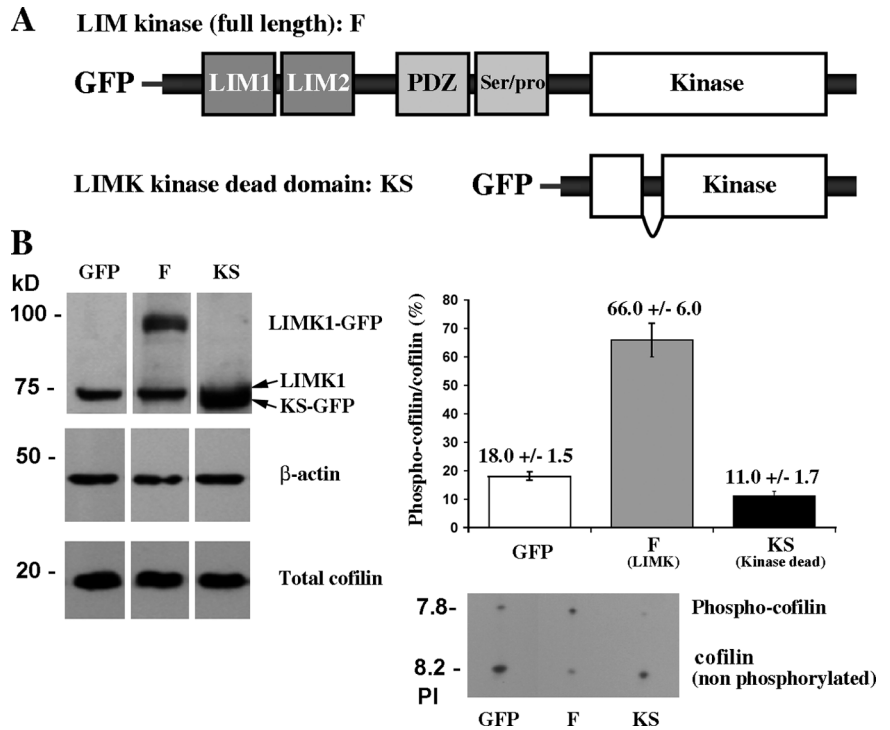 A
LIM kinase (full length): F
GFP
LIM1
LIM2
PDZ
Ser/pro
Kinase
LIMK kinase dead domain: KS
GFP
Kinase
B
kD
GFP F KS
100 -
75 -
50 -
20 -
LIMK1-GFP
LIMK1
KS-GFP
β-actin
Total cofilin
Phospho-cofilin/cofilin (%)
80
70
60
50
40
30
20
10
0
18.0 +/- 1.5
66.0 +/- 6.0
11.0 +/- 1.7
GFP
F
(LIMK)
KS
(Kinase dead)
7.8-
8.2 -
PI
Phospho-cofilin
cofilin
(non phosphorylated)
GFP F KS